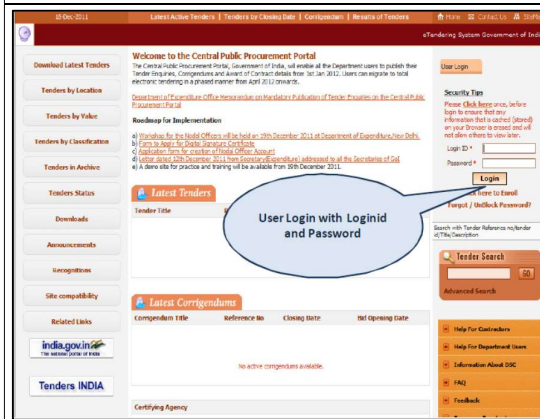 15-Dec-2011
Latest Active Tenders | Tenders by Closing Date | Corrigendum | Results of Tenders
Home
Contact Us
SiteMap
eTendering System Government of India
Download Latest Tenders
Tenders by Location
Tenders by Value
Tenders by Classification
Tenders in Archive
Tenders Status
Downloads
Announcements
Recognitions
Site compatibility
Related Links
india.gov.in
The national portal of India
Tenders INDIA
Welcome to the Central Public Procurement Portal
The Central Public Procurement Portal, Government of India, will enable all the Department users to publish their
Tender Enquiries, Corrigendums and Award of Contract details from 1st Jan 2012. Users can migrate to total
electronic tendering in a phased manner from April 2012 onwards.
Department of Expenditure Office Memorandum on Mandatory Publication of Tender Enquiries on the Central Public
Procurement Portal
Roadmap for Implementation
a) Workshop for the Nodal Officers will be held on 19th December 2011 at Department of Expenditure,New Delhi.
b) Form to Apply for Digital Signature Certificate
c) Application form for creation of Nodal Officer Account
d) Letter dated 12th December 2011 from Secretary(Expenditure) addressed to all the Secretaries of GoI
e) A demo site for practice and training will be available from 19th December 2011.
Latest Tenders
Tender Title
User Login with Loginid
and Password
Latest Corrigendums
Corrigendum Title
Reference No
Closing Date
Bid Opening Date
No active corrigendums available.
Certifying Agency
User Login
Security Tips
Please Click here once, before
login to ensure that any
information that is cached (stored)
on your Browser is erased and will
not allow others to view later.
Login ID *
Password *
Login
Click here to Enroll
Forgot / UnBlock Password?
Search with Tender Reference no/tender
id/Title/Description
Tender Search
GO
Advanced Search
Help For Contractors
Help For Department Users
Information About DSC
FAQ
Feedback